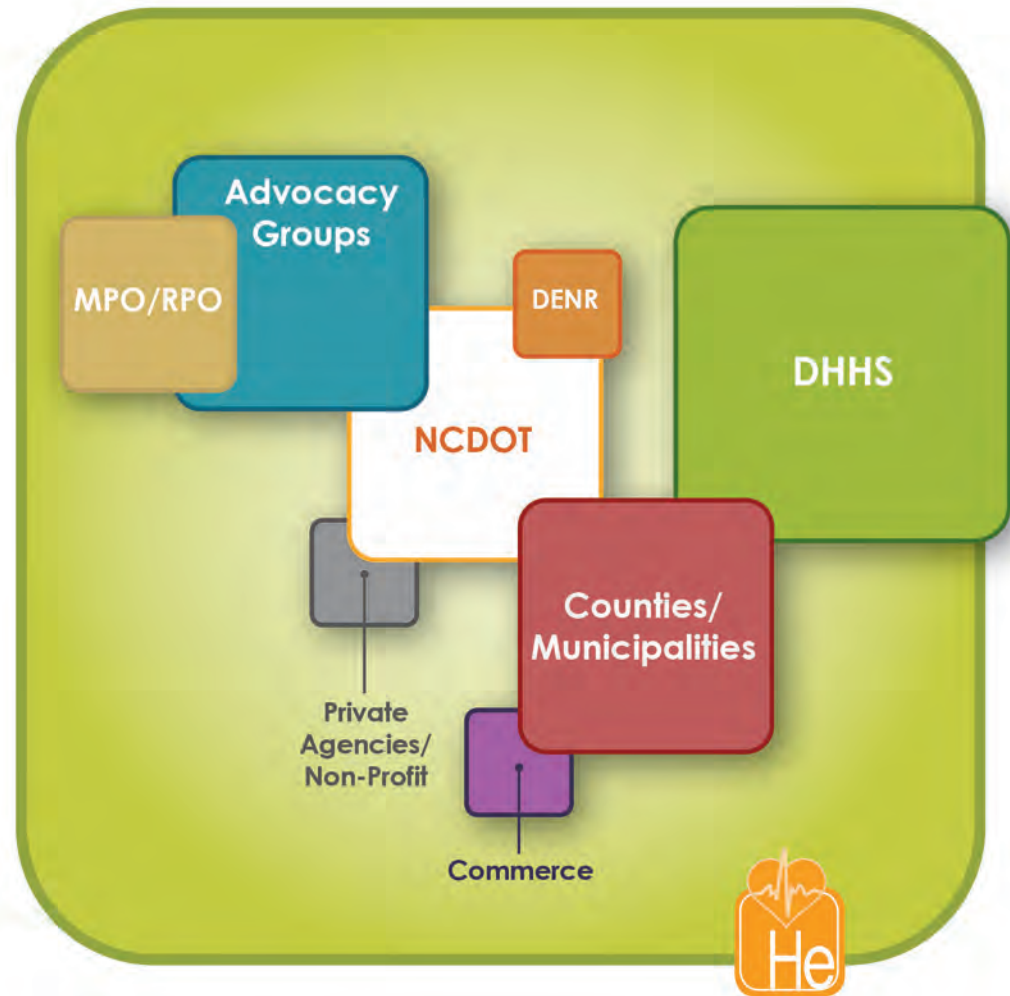 Advocacy
Groups
MPO/RPO
DENR
DHHS
NCDOT
Counties/
Municipalities
Private
Agencies/
Non-Profit
Commerce
He